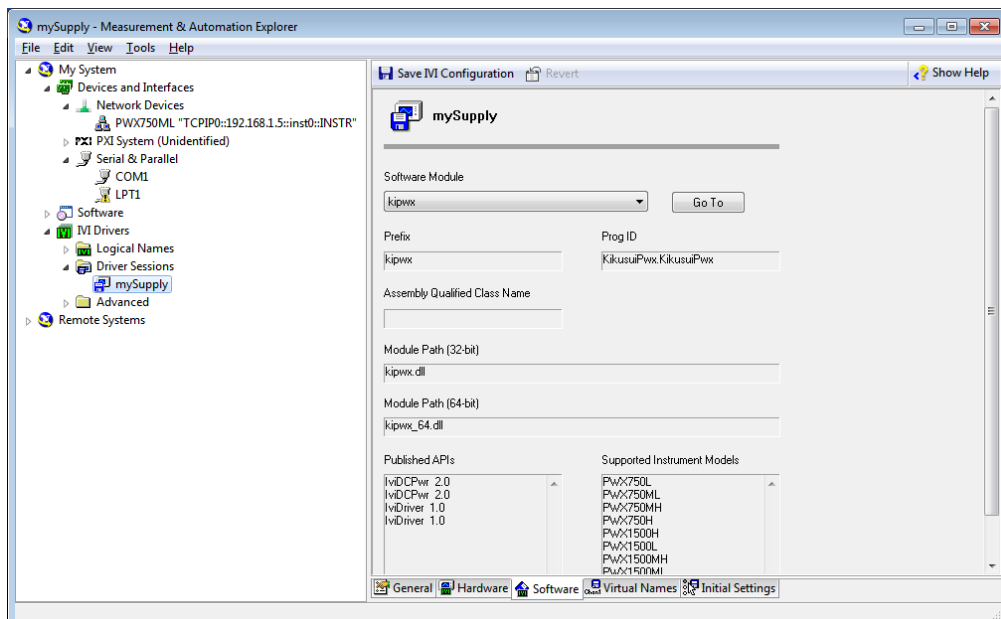 mySupply - Measurement & Automation Explorer
File Edit View Tools Help
My System
Devices and Interfaces
Network Devices
PWX750ML "TCPIP0::192.168.1.5::inst0::INSTR"
PXI PXI System (Unidentified)
Serial & Parallel
COM1
LPT1
Software
IVI Drivers
Logical Names
Driver Sessions
mySupply
Advanced
Remote Systems
Save IVI Configuration Revert Show Help
mySupply
Software Module
kipwx Go To
Prefix Prog ID
kipwx KikusuiPwx.KikusuiPwx
Assembly Qualified Class Name
Module Path (32-bit)
kipwx.dll
Module Path (64-bit)
kipwx_64.dll
Published APIs
IviDCPwr 2.0
IviDCPwr 2.0
IviDriver 1.0
IviDriver 1.0
Supported Instrument Models
PWX750L
PWX750ML
PWX750MH
PWX750H
PWX1500H
PWX1500L
PWX1500MH
PWX1500ML
General Hardware Software Virtual Names Initial Settings